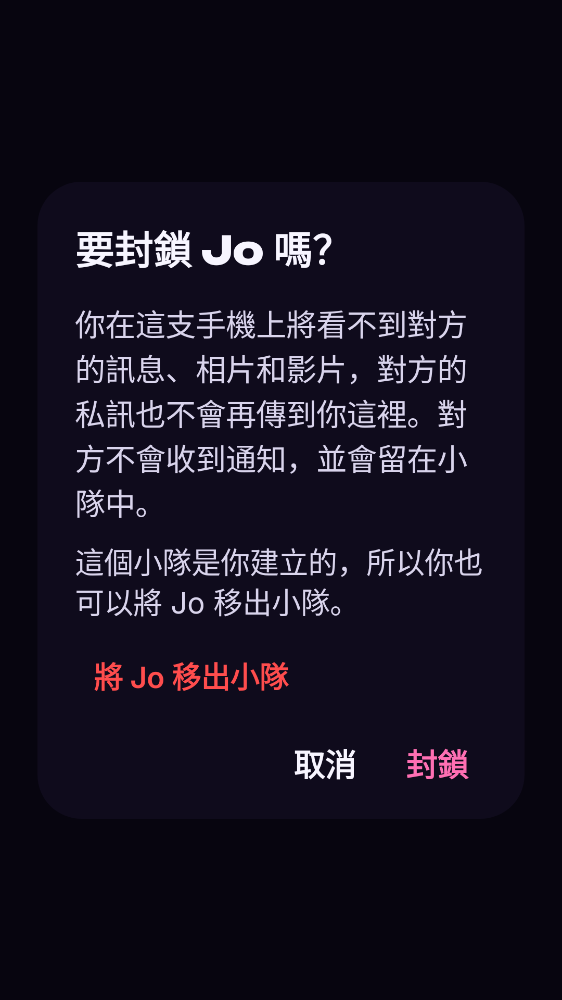 要封鎖 Jo 嗎？
你在這支手機上將看不到對方
的訊息、相片和影片，對方的
私訊也不會再傳到你這裡。對
方不會收到通知，並會留在小
隊中。
這個小隊是你建立的，所以你也
可以將 Jo 移出小隊。
將 Jo 移出小隊
取消 封鎖